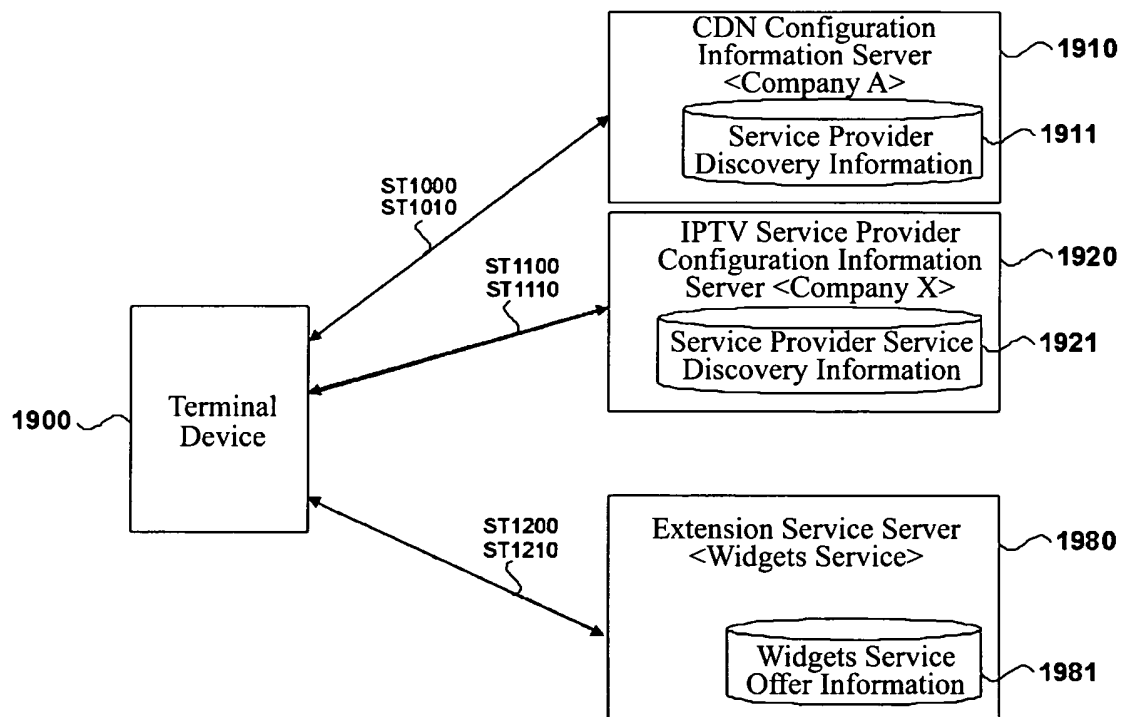 CDN Configuration
Information Server
<Company A>
1910
Service Provider
Discovery Information
1911
ST1000
ST1010
IPTV Service Provider
Configuration Information
Server <Company X>
1920
Service Provider Service
Discovery Information
1921
ST1100
ST1110
1900
Terminal
Device
ST1200
ST1210
Extension Service Server
<Widgets Service>
1980
Widgets Service
Offer Information
1981